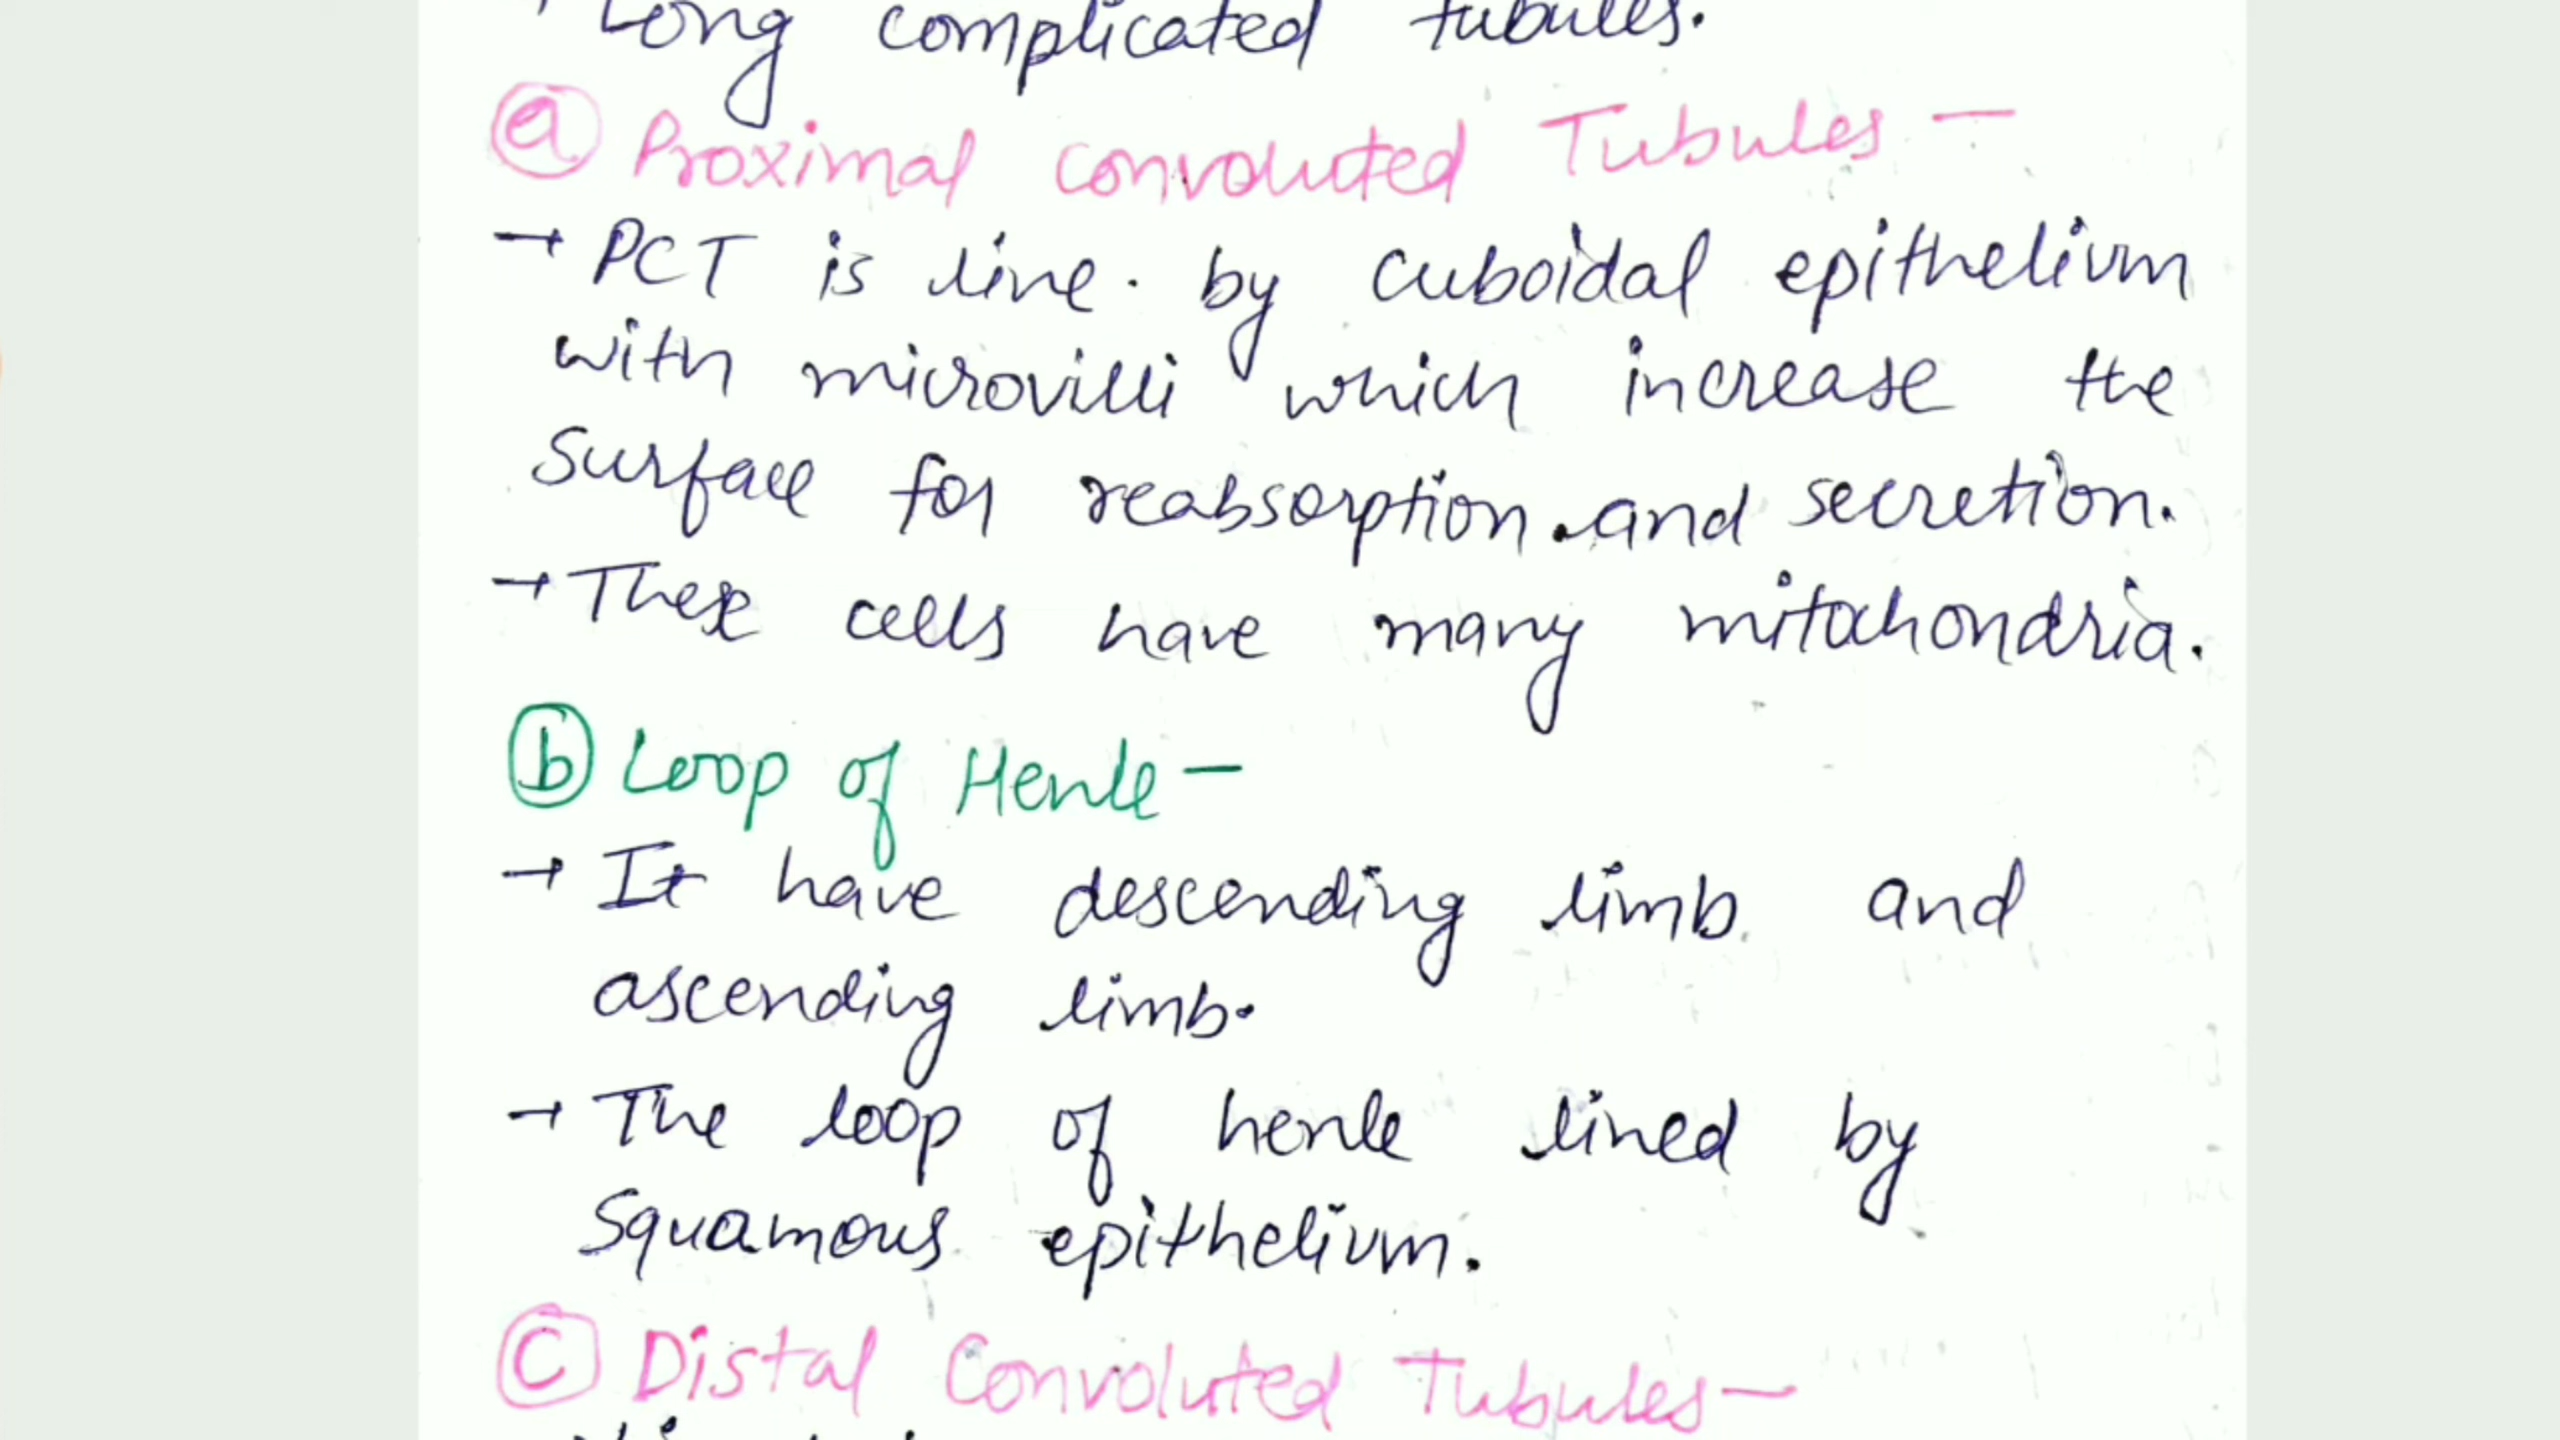 Long complicated tubules.
ⓐ Proximal Convoluted Tubules —
→ PCT is line. by cuboidal epithelium
with microvilli which increase the
surface for reabsorption and secretion.
→ These cells have many mitochondria.
ⓑ Loop of Henle —
→ It have descending limb and
ascending limb.
→ The loop of henle lined by
Squamous epithelium.
ⓒ Distal Convoluted Tubules —